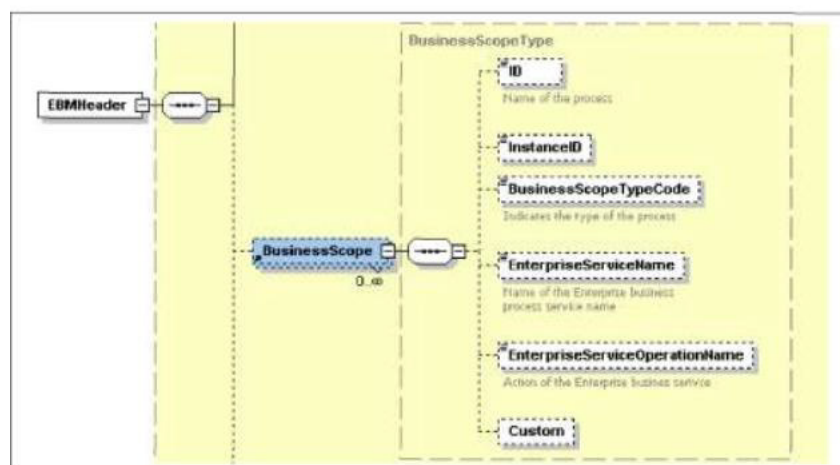 BusinessScopeType
ID
Name of the process
EBMHeader
InstanceID
BusinessScopeTypeCode
Indicates the type of the process
BusinessScope
0..∞
EnterpriseServiceName
Name of the Enterprise business
process service name
EnterpriseServiceOperationName
Action of the Enterprise busines service
Custom